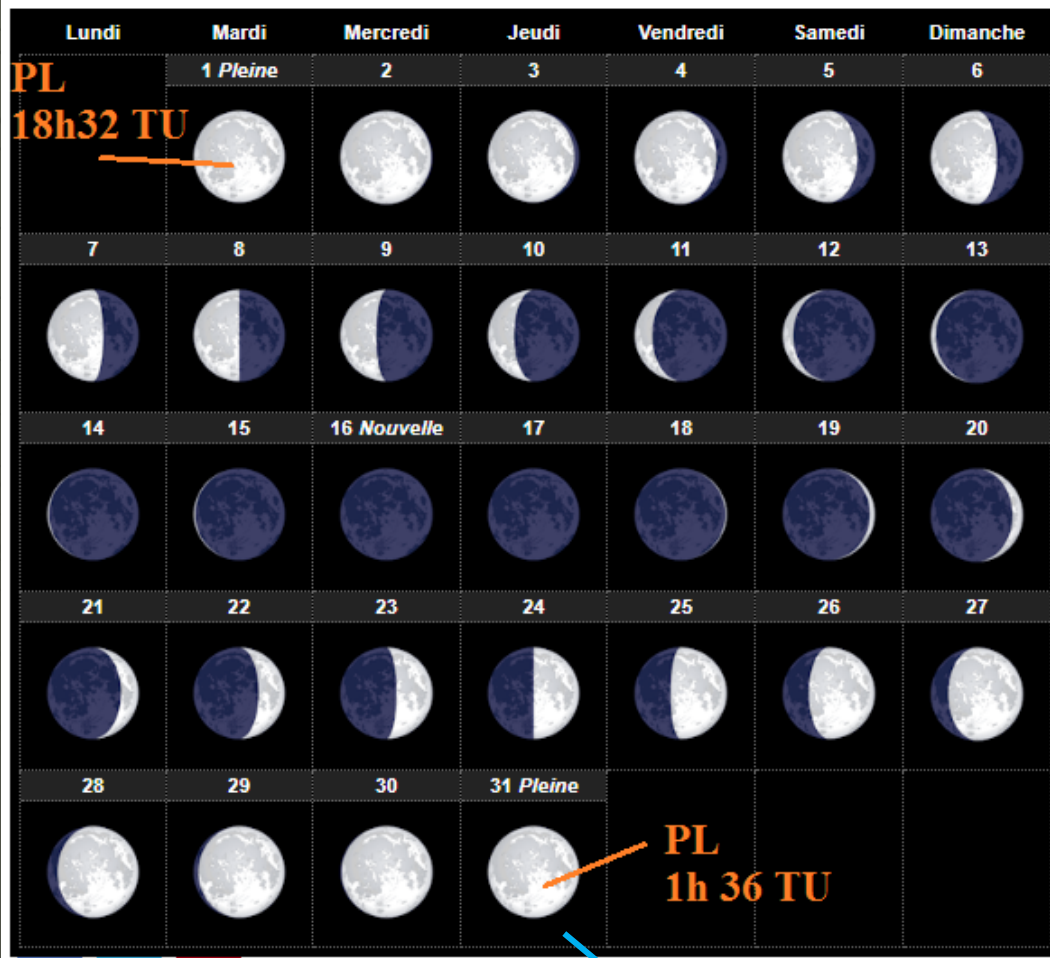 Lundi Mardi Mercredi Jeudi Vendredi Samedi Dimanche
1 Pleine 2 3 4 5 6
PL
18h32 TU
7 8 9 10 11 12 13
14 15 16 Nouvelle 17 18 19 20
21 22 23 24 25 26 27
28 29 30 31 Pleine
PL
1h 36 TU